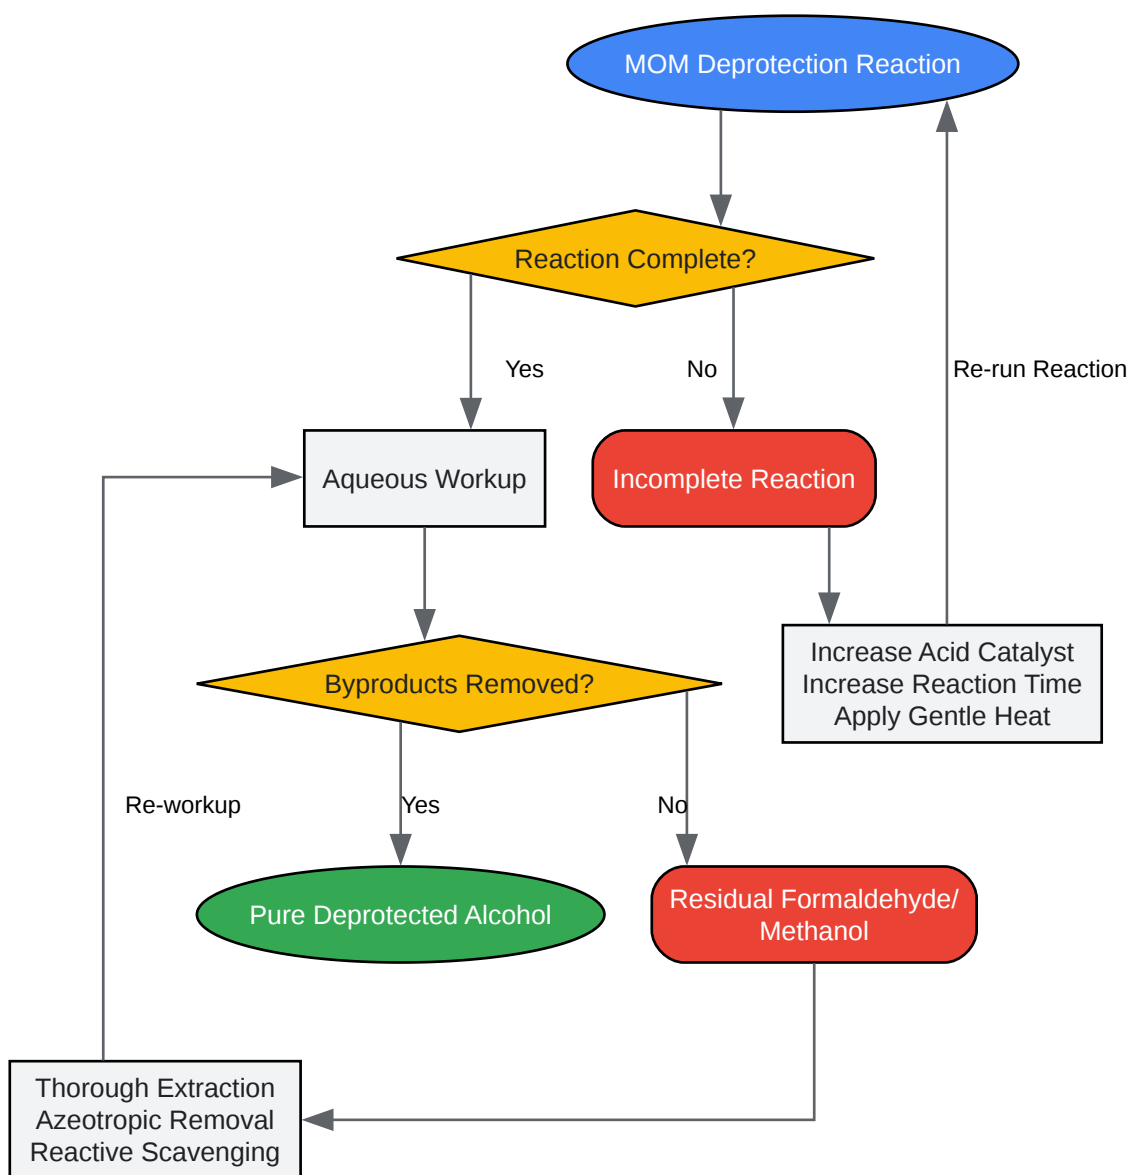 MOM Deprotection Reaction
Reaction Complete?
Yes
No
Re-run Reaction
Aqueous Workup
Incomplete Reaction
Increase Acid Catalyst
Increase Reaction Time
Apply Gentle Heat
Byproducts Removed?
Re-workup
Yes
No
Pure Deprotected Alcohol
Residual Formaldehyde/
Methanol
Thorough Extraction
Azeotropic Removal
Reactive Scavenging